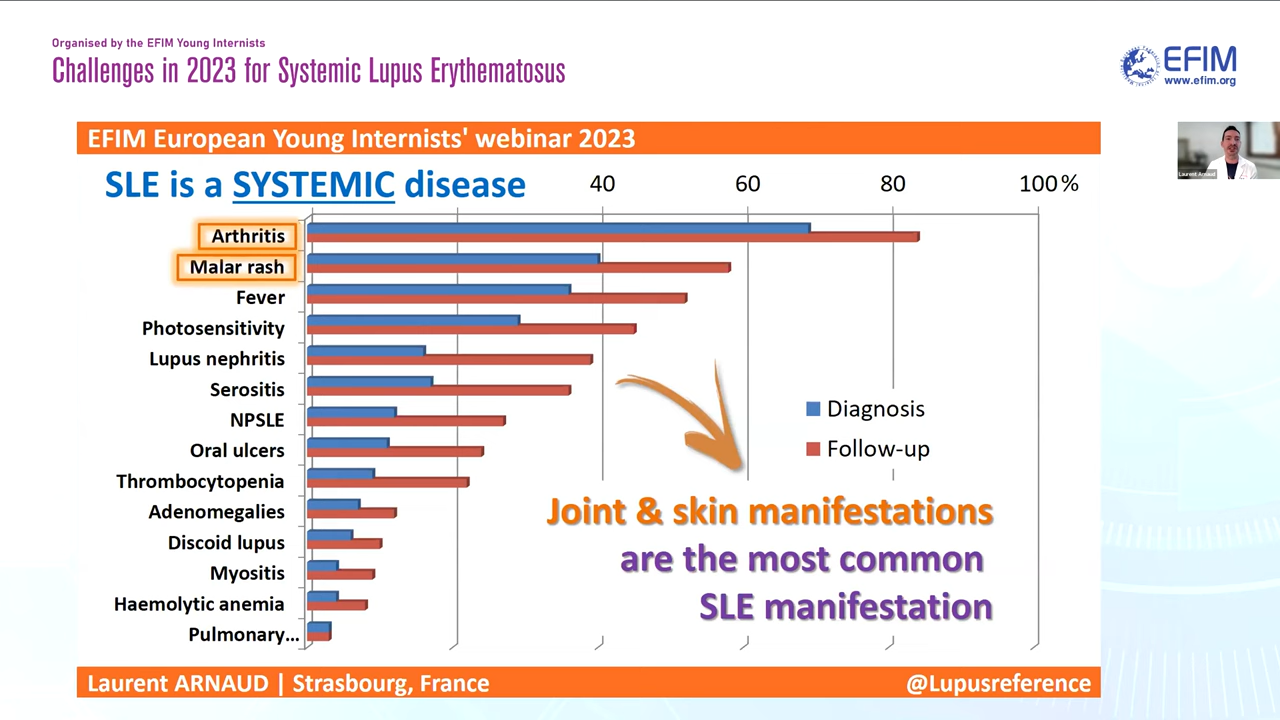 Organised by the EFIM Young Internists
Challenges in 2023 for Systemic Lupus Erythematosus
EFIM
www.efim.org
EFIM European Young Internists' webinar 2023
SLE is a SYSTEMIC disease
40 60 80 100 %
Arthritis
Malar rash
Fever
Photosensitivity
Lupus nephritis
Serositis
NPSLE
Oral ulcers
Thrombocytopenia
Adenomegalies
Discoid lupus
Myositis
Haemolytic anemia
Pulmonary...
Diagnosis
Follow-up
Joint & skin manifestations
are the most common
SLE manifestation
Laurent Arnaud
Laurent ARNAUD | Strasbourg, France
@Lupusreference